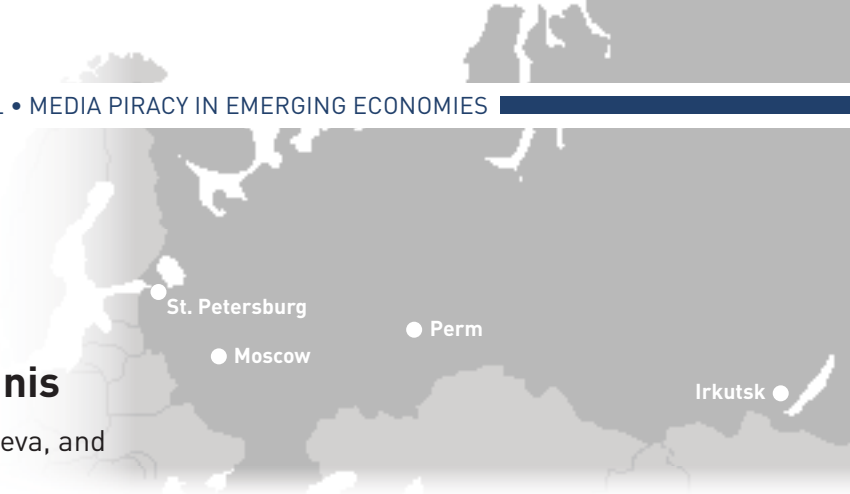 • MEDIA PIRACY IN EMERGING ECONOMIES
St. Petersburg
Perm
Moscow
nis
Irkutsk
eva, and